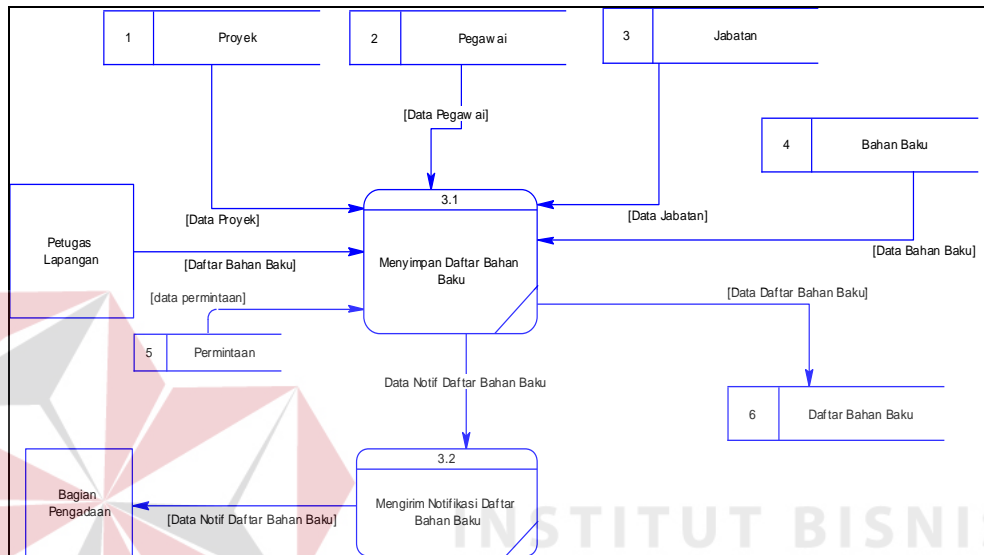 1 Proyek
2 Pegawai
3 Jabatan
[Data Pegawai]
4 Bahan Baku
3.1
[Data Proyek]
[Data Jabatan]
Petugas
Lapangan
[Daftar Bahan Baku]
Menyimpan Daftar Bahan
Baku
[Data Bahan Baku]
[data permintaan]
[Data Daftar Bahan Baku]
5 Permintaan
Data Notif Daftar Bahan Baku
6 Daftar Bahan Baku
3.2
Bagian
Pengadaan
[Data Notif Daftar Bahan Baku]
Mengirim Notifikasi Daftar
Bahan Baku
INSTITUT BISNIS